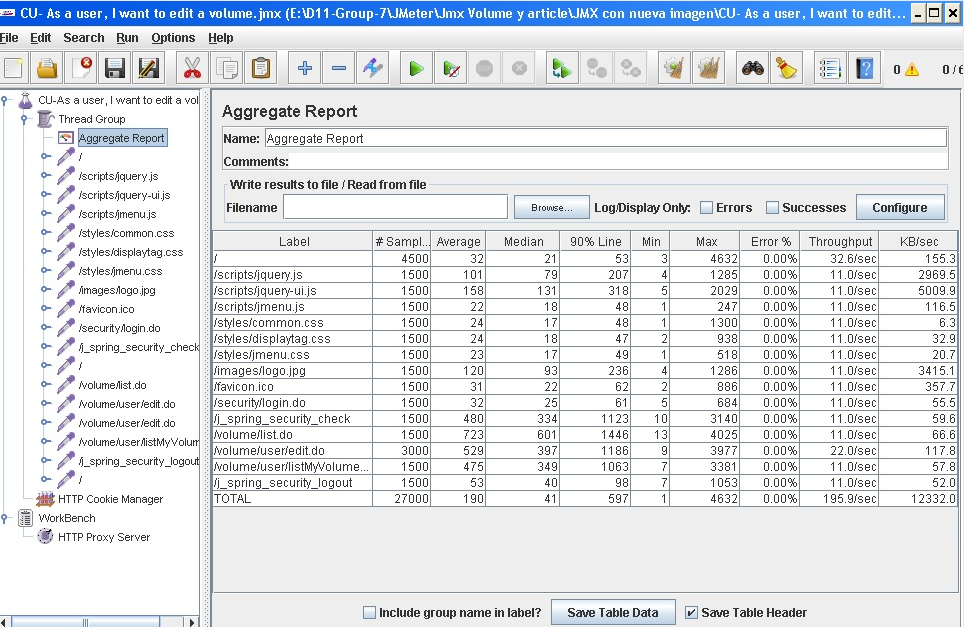 CU- As a user, I want to edit a volume.jmx (E:\D11-Group-7\JMeter\Jmx Volume y article\JMX con nueva imagen\CU- As a user, I want to edit...
File Edit Search Run Options Help
0 0 / 6
CU-As a user, I want to edit a vol
Thread Group
Aggregate Report
/
/scripts/jquery.js
/scripts/jquery-ui.js
/scripts/jmenu.js
/styles/common.css
/styles/displaytag.css
/styles/jmenu.css
/images/logo.jpg
/favicon.ico
/security/login.do
/j_spring_security_check
/
/volume/list.do
/volume/user/edit.do
/volume/user/edit.do
/volume/user/listMyVolum
/j_spring_security_logout
/
HTTP Cookie Manager
WorkBench
HTTP Proxy Server
Aggregate Report
Name: Aggregate Report
Comments:
Write results to file / Read from file
Filename Browse... Log/Display Only: Errors Successes Configure
Label # Sampl... Average Median 90% Line Min Max Error % Throughput KB/sec
/ 4500 32 21 53 3 4632 0.00% 32.6/sec 155.3
/scripts/jquery.js 1500 101 79 207 4 1285 0.00% 11.0/sec 2969.5
/scripts/jquery-ui.js 1500 158 131 318 5 2029 0.00% 11.0/sec 5009.9
/scripts/jmenu.js 1500 22 18 48 1 247 0.00% 11.0/sec 116.5
/styles/common.css 1500 24 17 48 1 1300 0.00% 11.0/sec 6.3
/styles/displaytag.css 1500 24 18 47 2 938 0.00% 11.0/sec 32.9
/styles/jmenu.css 1500 23 17 49 1 518 0.00% 11.0/sec 20.7
/images/logo.jpg 1500 120 93 236 4 1286 0.00% 11.0/sec 3415.1
/favicon.ico 1500 31 22 62 2 886 0.00% 11.0/sec 357.7
/security/login.do 1500 32 25 61 5 684 0.00% 11.0/sec 55.5
/j_spring_security_check 1500 480 334 1123 10 3140 0.00% 11.0/sec 59.6
/volume/list.do 1500 723 601 1446 13 4025 0.00% 11.0/sec 66.6
/volume/user/edit.do 3000 529 397 1186 9 3977 0.00% 22.0/sec 117.8
/volume/user/listMyVolume... 1500 475 349 1063 7 3381 0.00% 11.0/sec 57.8
/j_spring_security_logout 1500 53 40 98 7 1053 0.00% 11.0/sec 52.0
TOTAL 27000 190 41 597 1 4632 0.00% 195.9/sec 12332.0
Include group name in label? Save Table Data Save Table Header